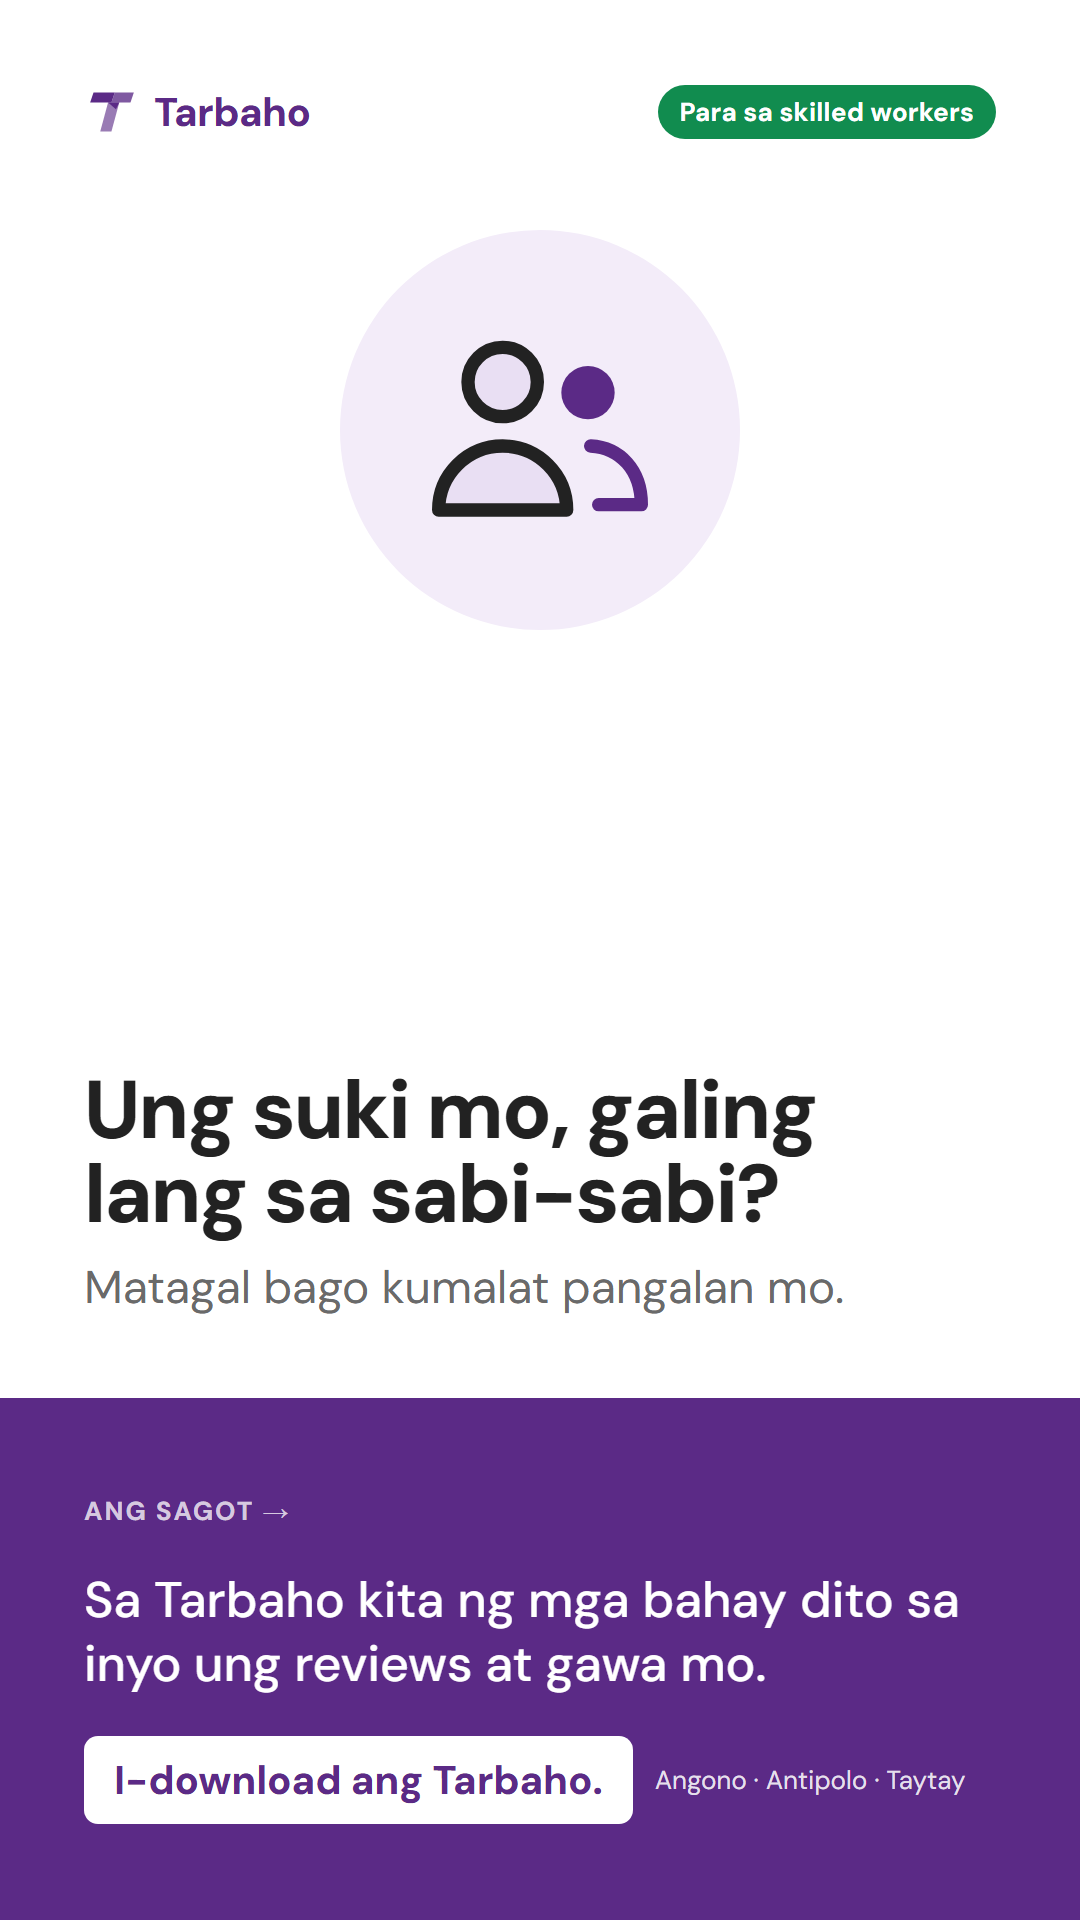 Tarbaho
Para sa skilled workers
Ung suki mo, galing
lang sa sabi-sabi?
Matagal bago kumalat pangalan mo.
ANG SAGOT →
Sa Tarbaho kita ng mga bahay dito sa
inyo ung reviews at gawa mo.
I-download ang Tarbaho.
Angono · Antipolo · Taytay